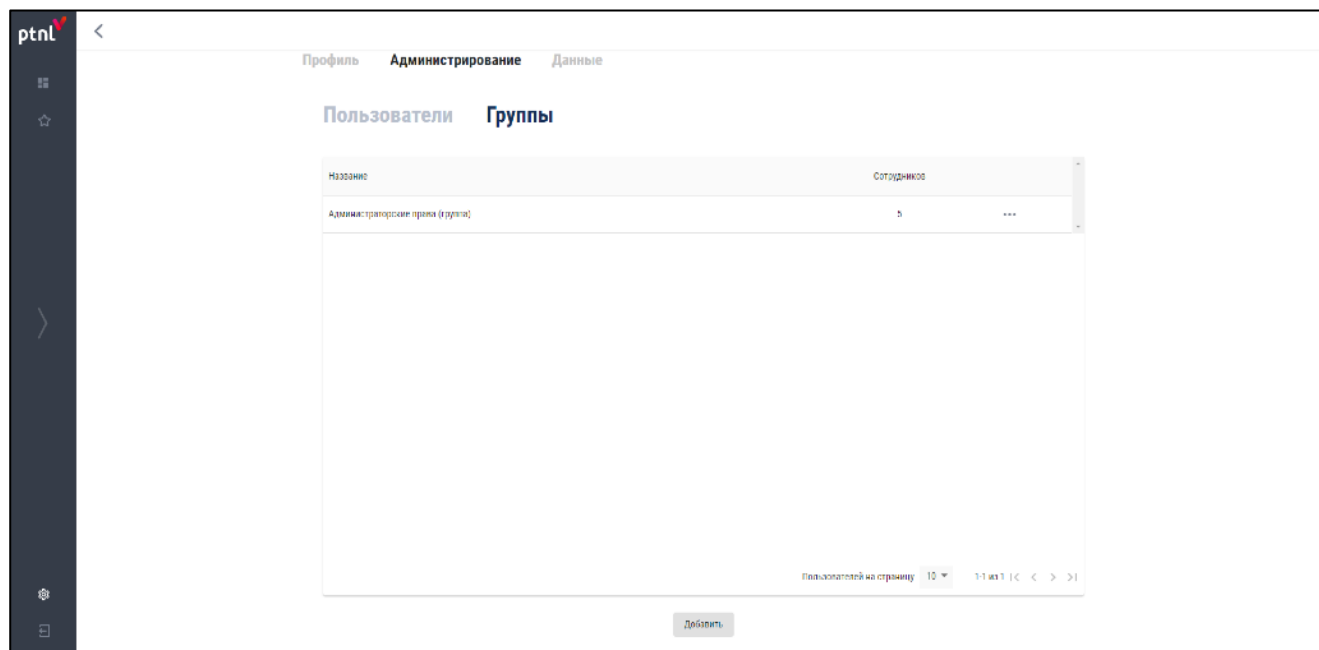 ptnl
Профиль Администрирование Данные
Пользователи Группы
Название Сотрудников
Администраторские права (группа) 5 ...
Пользователей на страницу 10 1-1 из 1
Добавить